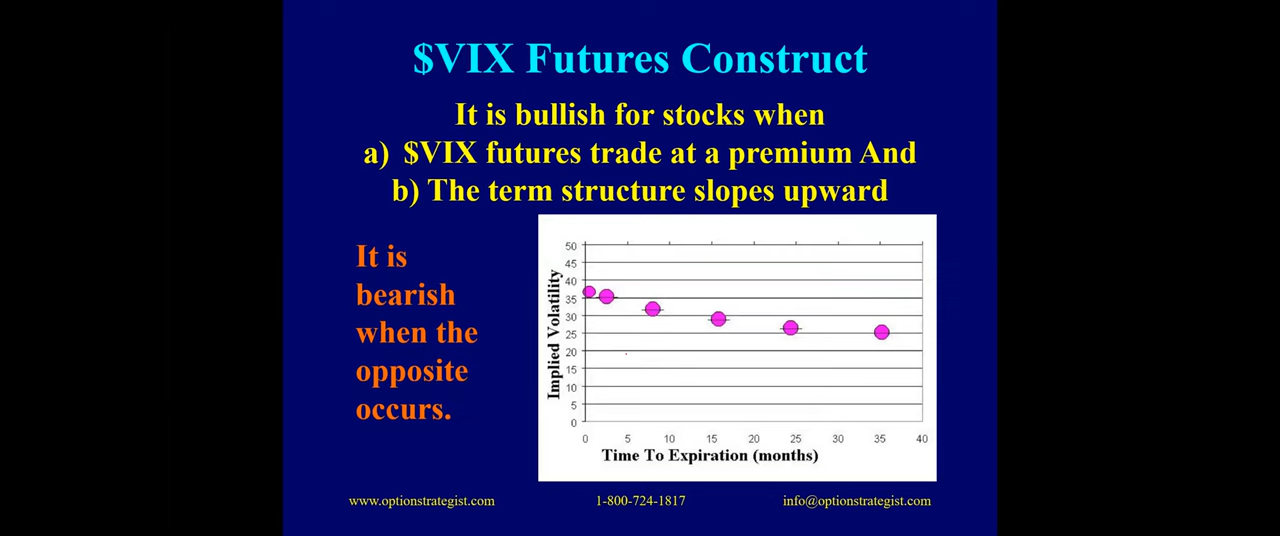 $VIX Futures Construct
It is bullish for stocks when
a) $VIX futures trade at a premium And
b) The term structure slopes upward
It is
bearish
when the
opposite
occurs.
Implied Volatility
50
45
40
35
30
25
20
15
10
5
0
0 5 10 15 20 25 30 35 40
Time To Expiration (months)
www.optionstrategist.com 1-800-724-1817 info@optionstrategist.com